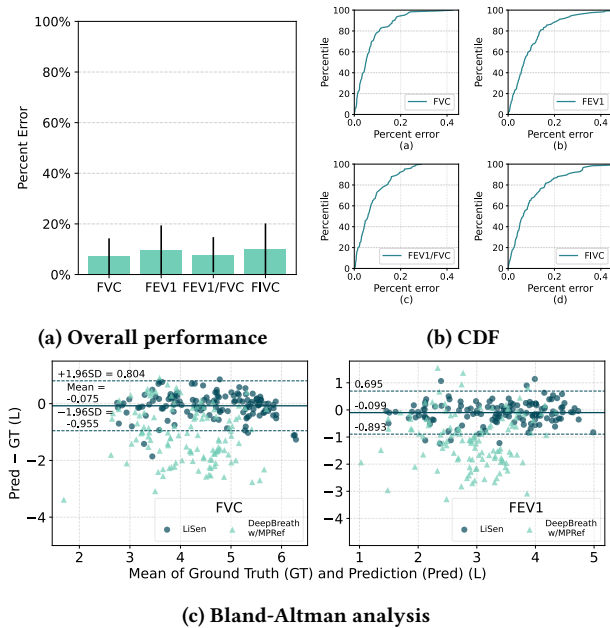 100%
80%
60%
40%
20%
0%
Percent Error
FVC
FEV1
FEV1/FVC
FIVC
(a) Overall performance
100
80
60
40
20
0
Percentile
FVC
0.0
0.2
0.4
Percent error
(a)
100
80
60
40
20
0
Percentile
FEV1
0.0
0.2
0.4
Percent error
(b)
100
80
60
40
20
0
Percentile
FEV1/FVC
0.0
0.2
0.4
Percent error
(c)
100
80
60
40
20
0
Percentile
FIVC
0.0
0.2
0.4
Percent error
(d)
(b) CDF
Pred − GT (L)
0
−2
−4
+1.96SD = 0.804
Mean =
-0.075
−1.96SD =
-0.955
FVC
LiSen
DeepBreath
w/MPRef
2
3
4
5
6
1
0
−1
−2
−3
−4
0.695
-0.099
-0.893
FEV1
LiSen
DeepBreath
w/MPRef
1
2
3
4
5
Mean of Ground Truth (GT) and Prediction (Pred) (L)
(c) Bland-Altman analysis